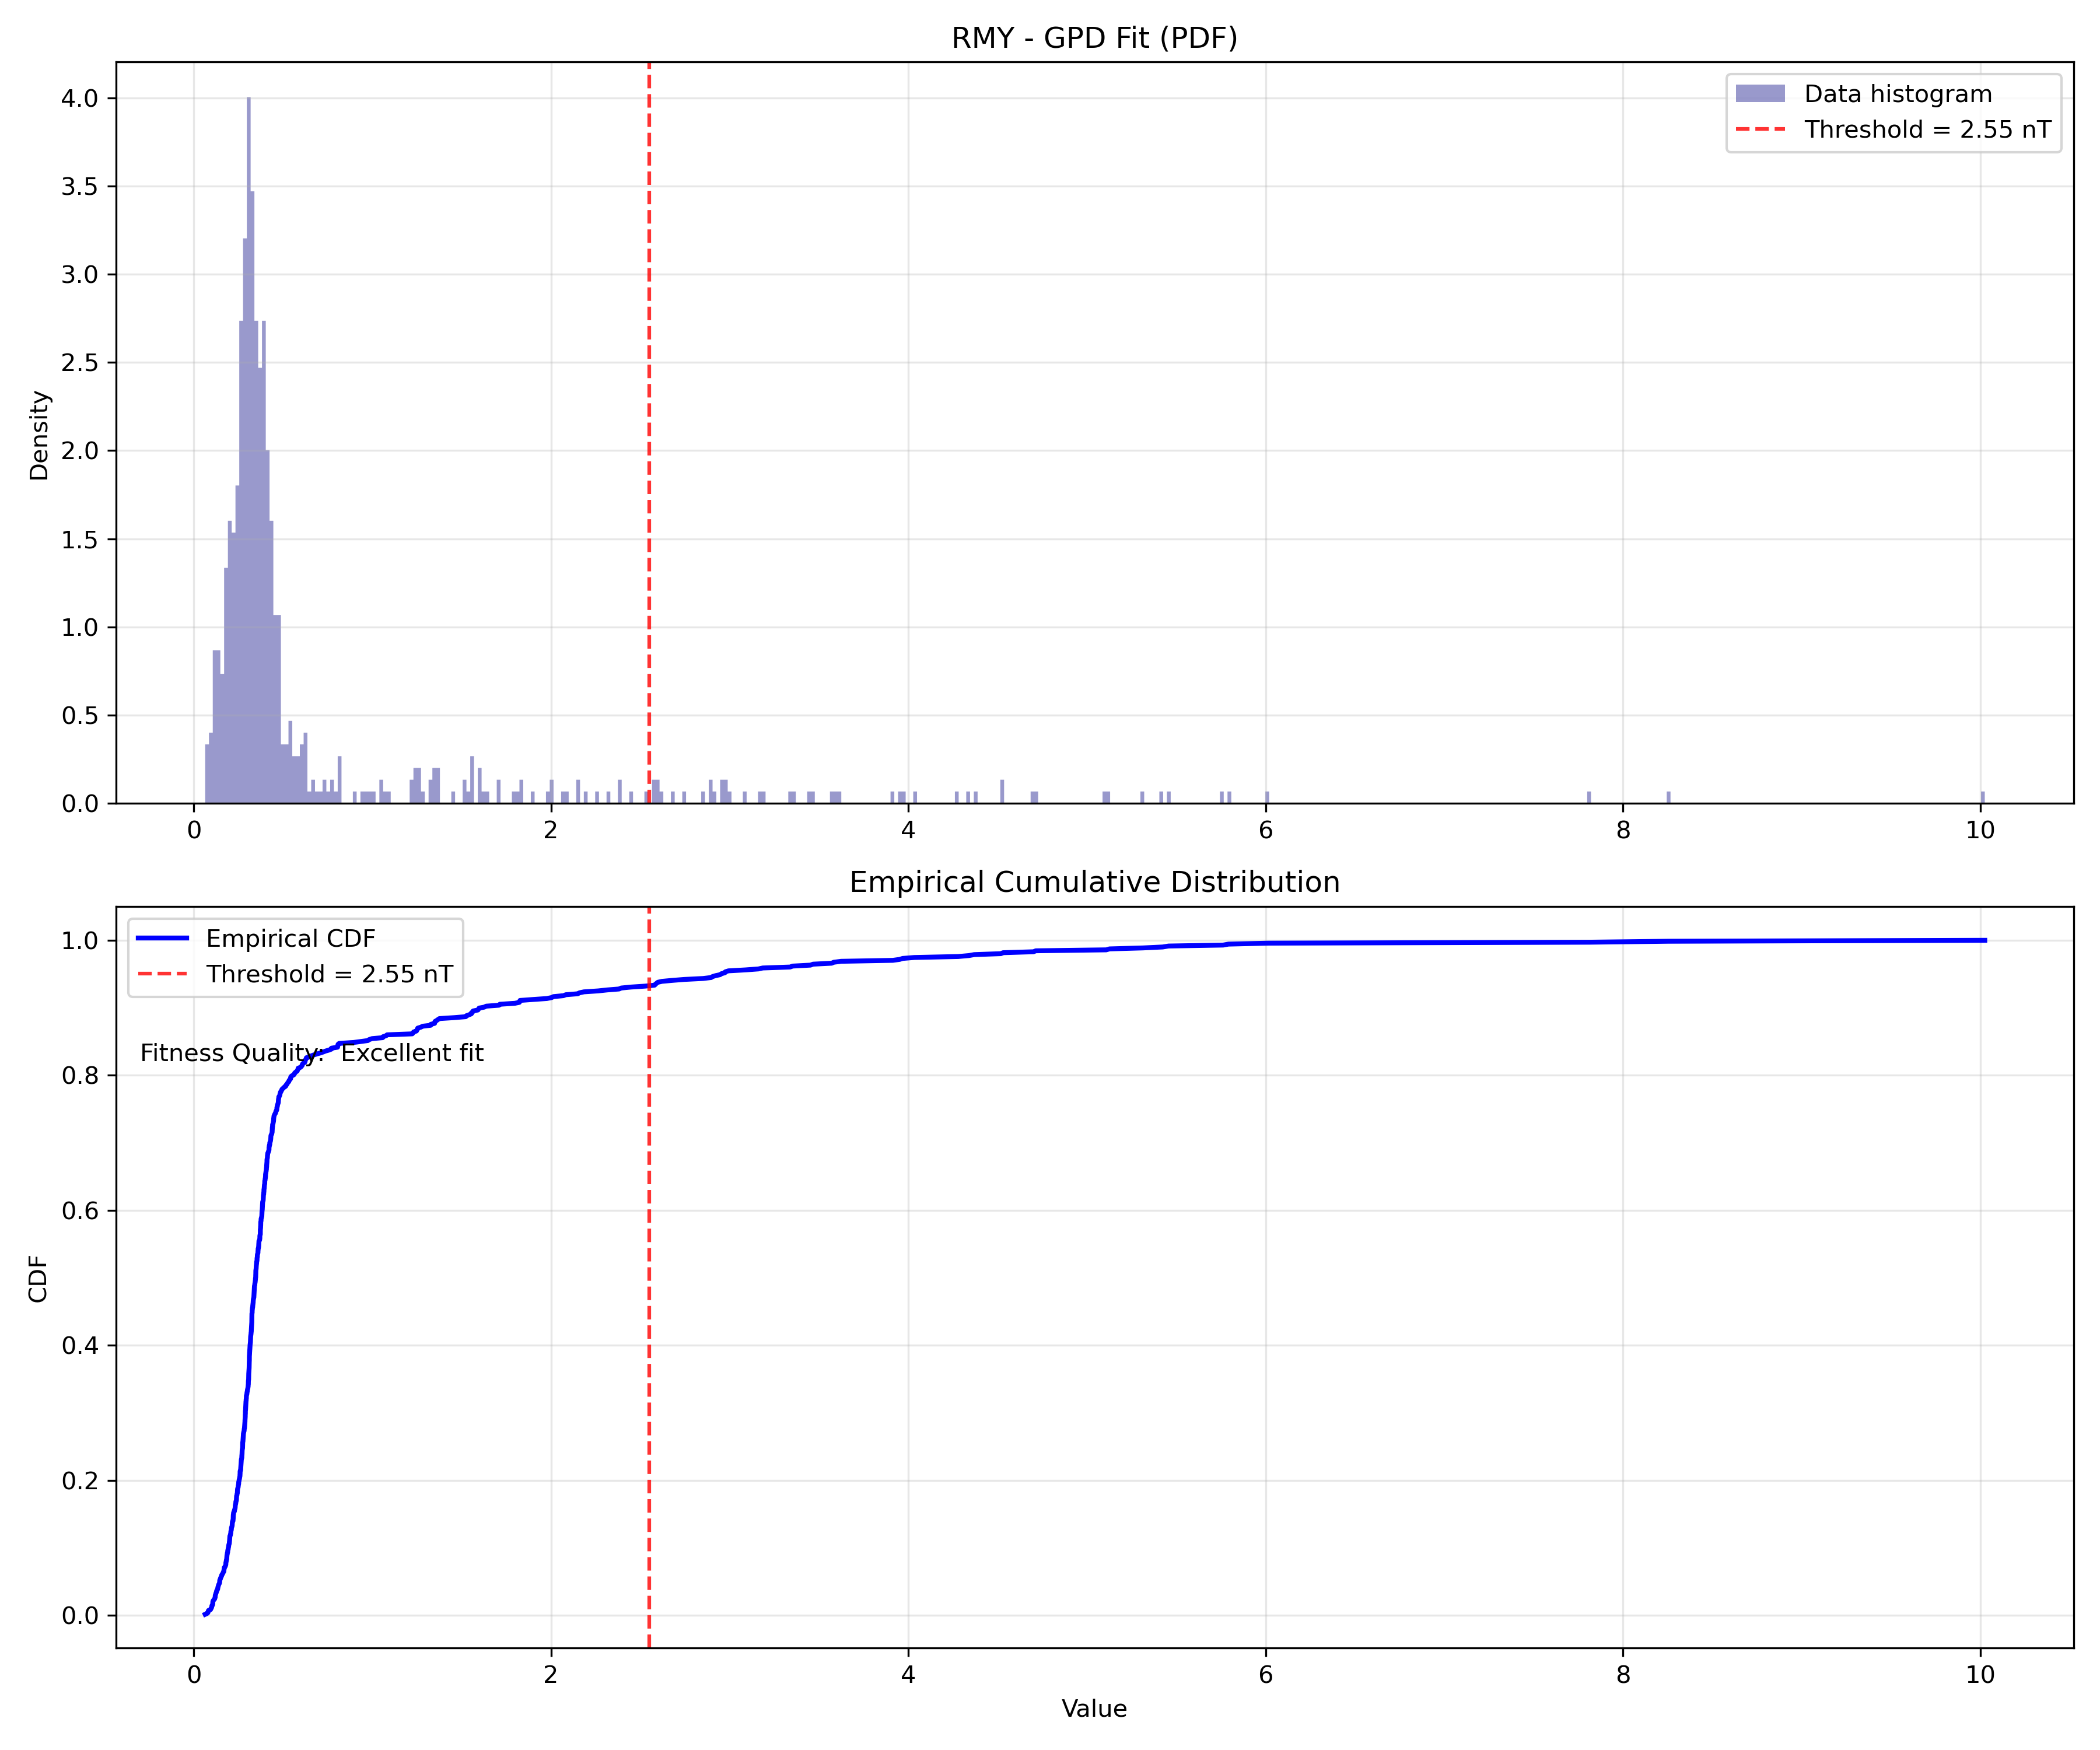 RMY - GPD Fit (PDF)
Density
4.0
3.5
3.0
2.5
2.0
1.5
1.0
0.5
0.0
Data histogram
Threshold = 2.55 nT
0 2 4 6 8 10
Empirical Cumulative Distribution
CDF
1.0
0.8
0.6
0.4
0.2
0.0
Empirical CDF
Threshold = 2.55 nT
Fitness Quality: Excellent fit
0 2 4 6 8 10
Value